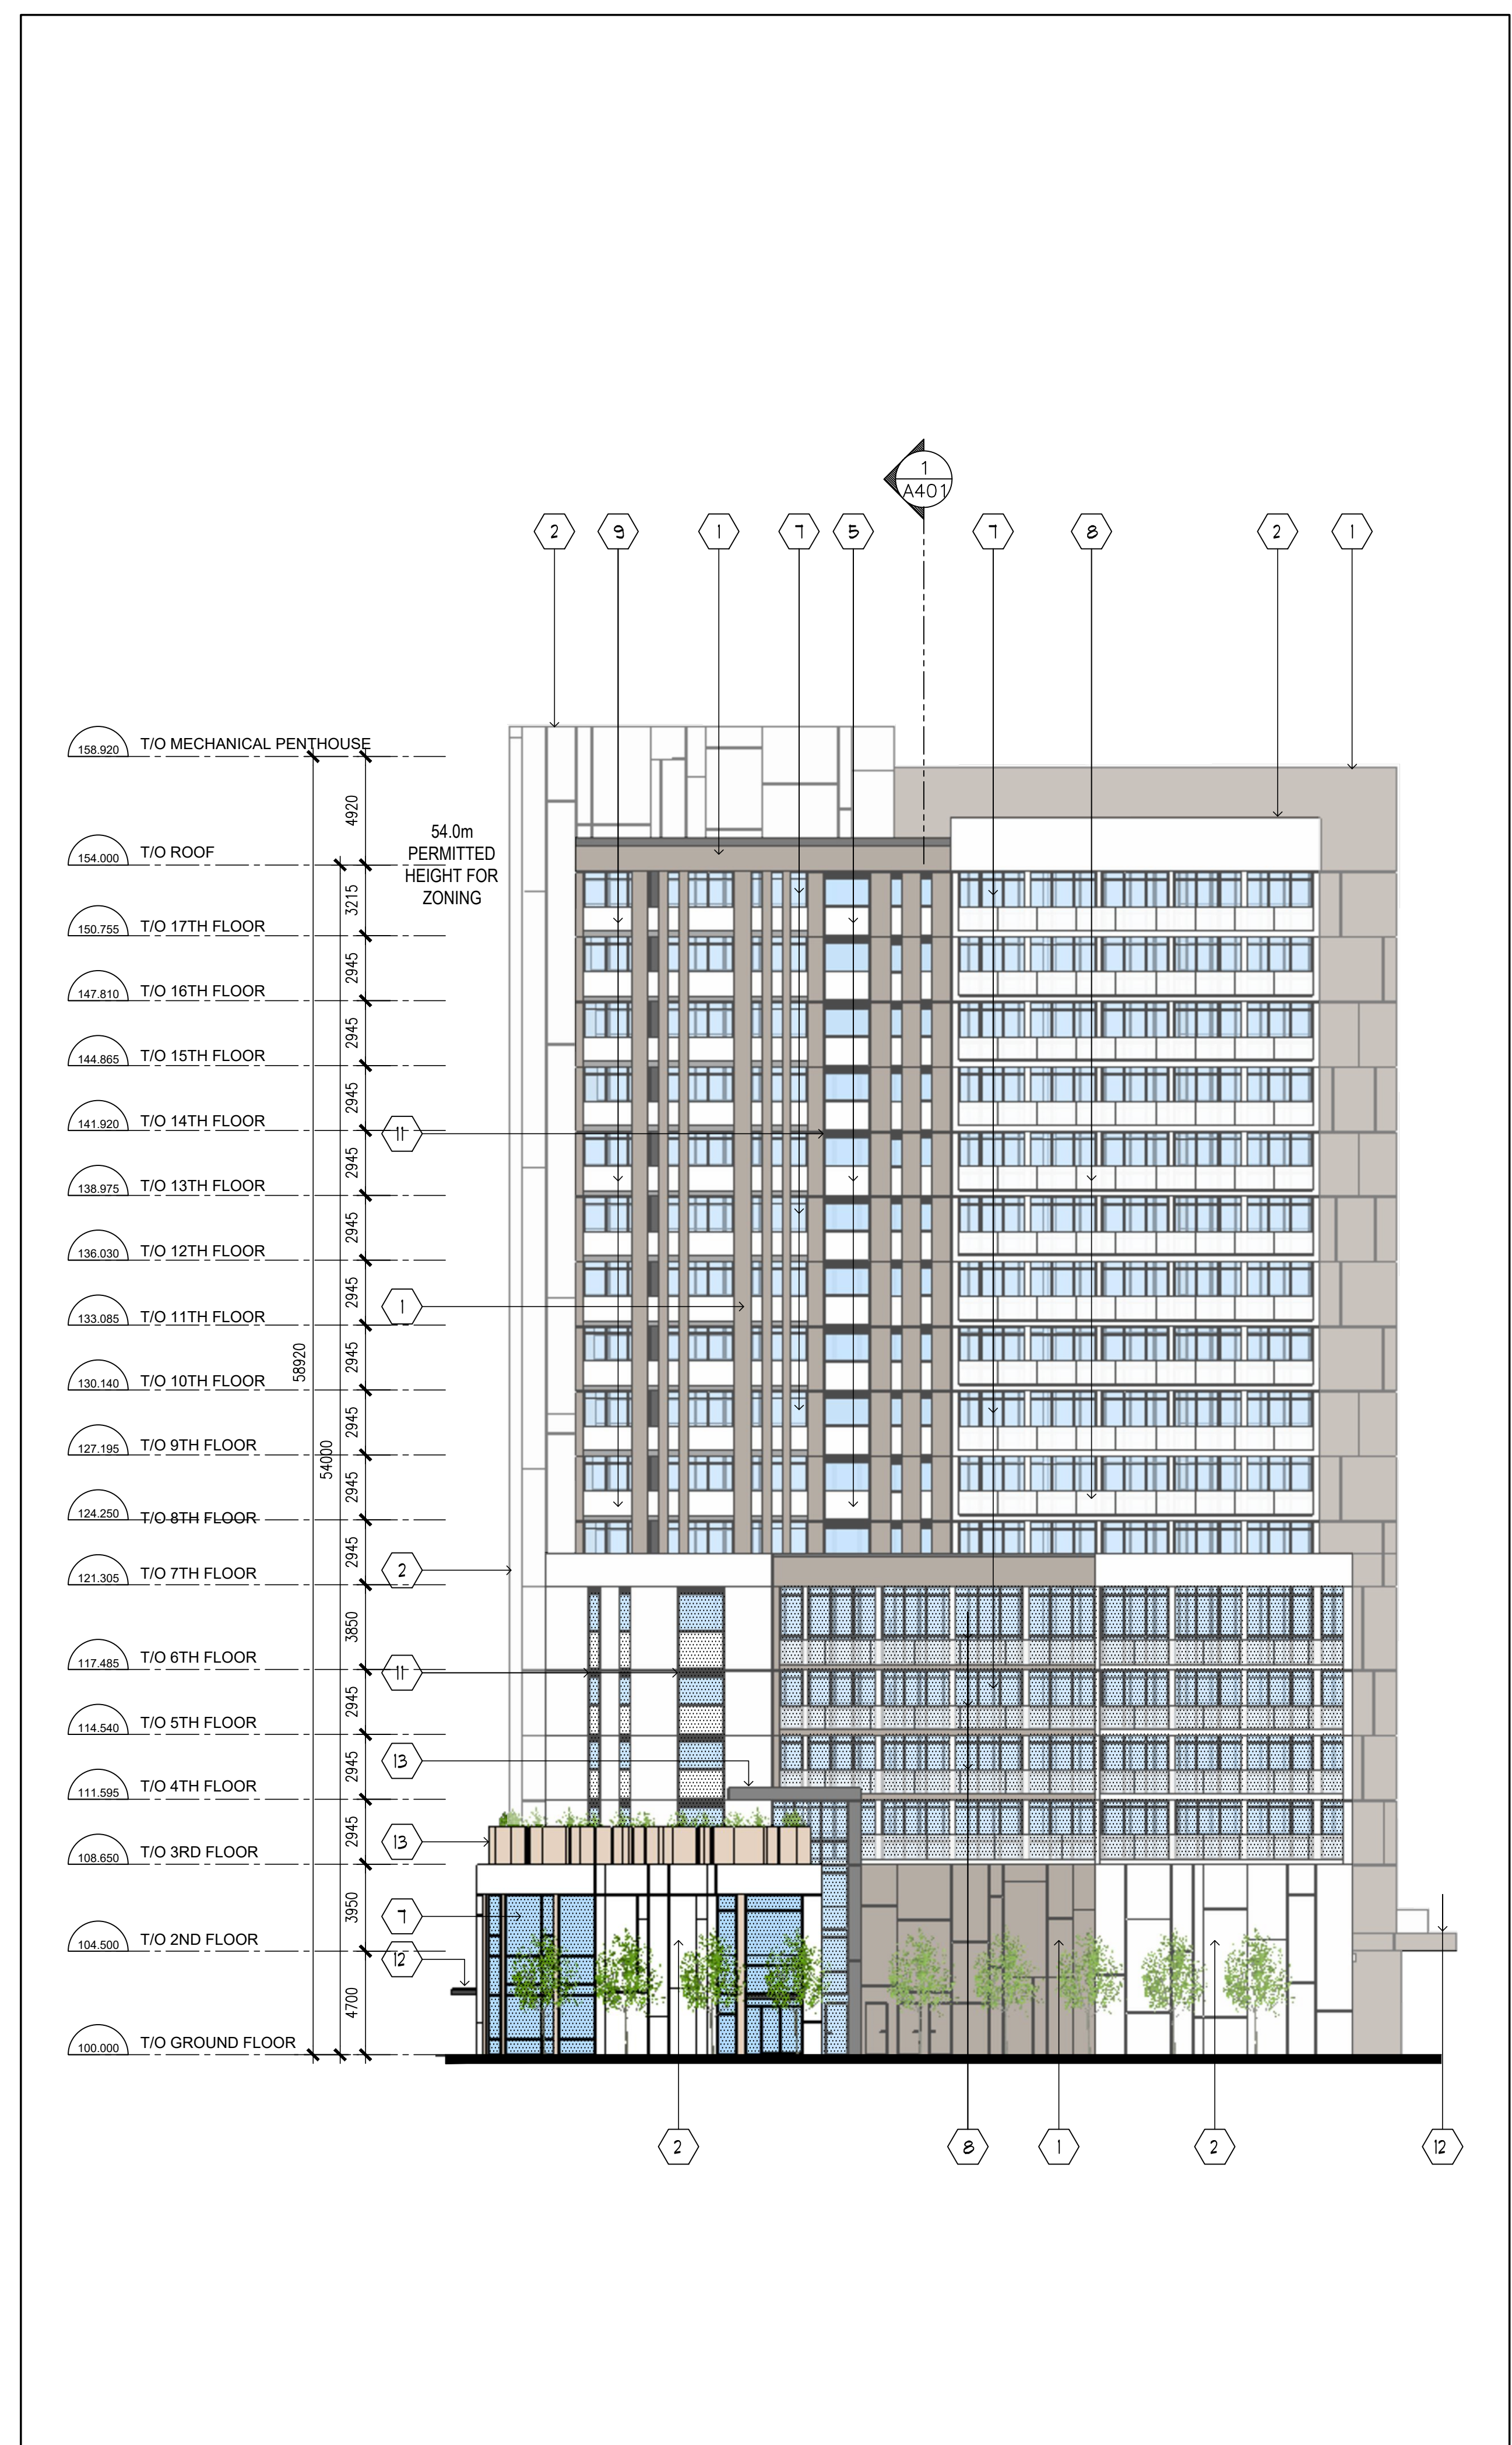 1
A401
2
9
1
7
5
7
8
2
1
158.920 T/O MECHANICAL PENTHOUSE
4920
54.0m
PERMITTED
HEIGHT FOR
ZONING
154.000 T/O ROOF
3215
150.755 T/O 17TH FLOOR
2945
147.810 T/O 16TH FLOOR
2945
144.865 T/O 15TH FLOOR
2945
141.920 T/O 14TH FLOOR
11
2945
138.975 T/O 13TH FLOOR
2945
136.030 T/O 12TH FLOOR
2945
1
133.085 T/O 11TH FLOOR
58920
2945
130.140 T/O 10TH FLOOR
2945
127.195 T/O 9TH FLOOR
54000
2945
124.250 T/O 8TH FLOOR
2945
2
121.305 T/O 7TH FLOOR
3850
117.485 T/O 6TH FLOOR
11
2945
114.540 T/O 5TH FLOOR
13
2945
111.595 T/O 4TH FLOOR
2945
13
108.650 T/O 3RD FLOOR
3950
7
104.500 T/O 2ND FLOOR
12
4700
100.000 T/O GROUND FLOOR
2
8
1
2
12